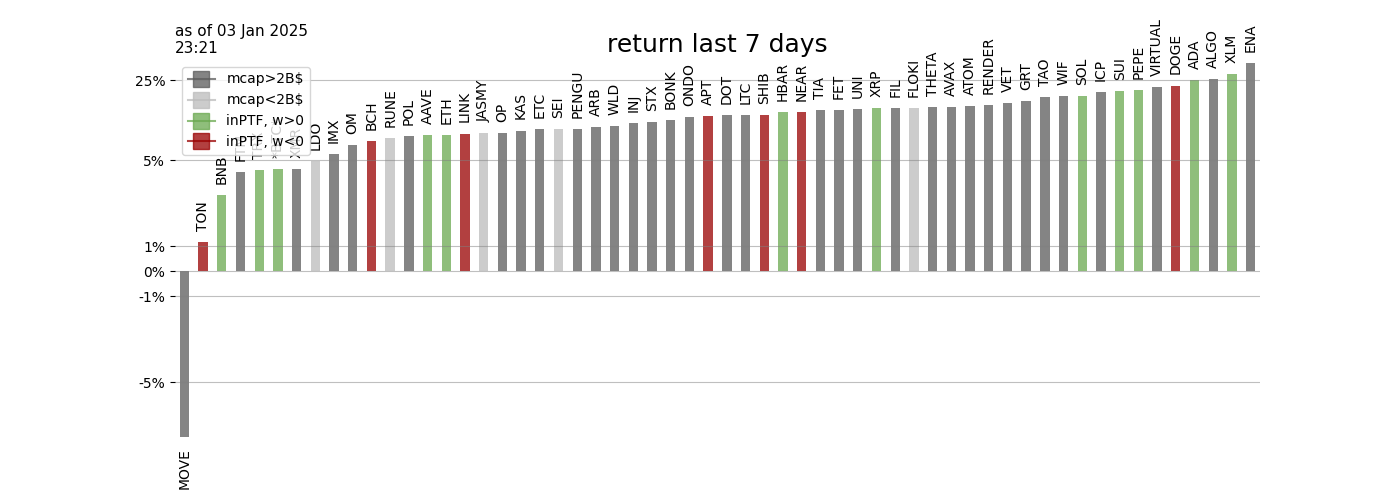 as of 03 Jan 2025
23:21
return last 7 days
mcap>2B$
mcap<2B$
inPTF, w>0
inPTF, w<0
25%
5%
1%
0%
-1%
-5%
MOVE
TON
BNB
LDO
IMX
OM
BCH
RUNE
POL
AAVE
ETH
LINK
JASMY
OP
KAS
ETC
SEI
PENGU
ARB
WLD
INJ
STX
BONK
ONDO
APT
DOT
LTC
SHIB
HBAR
NEAR
TIA
FET
UNI
XRP
FIL
FLOKI
THETA
AVAX
ATOM
RENDER
VET
GRT
TAO
WIF
SOL
ICP
SUI
PEPE
VIRTUAL
DOGE
ADA
ALGO
XLM
ENA